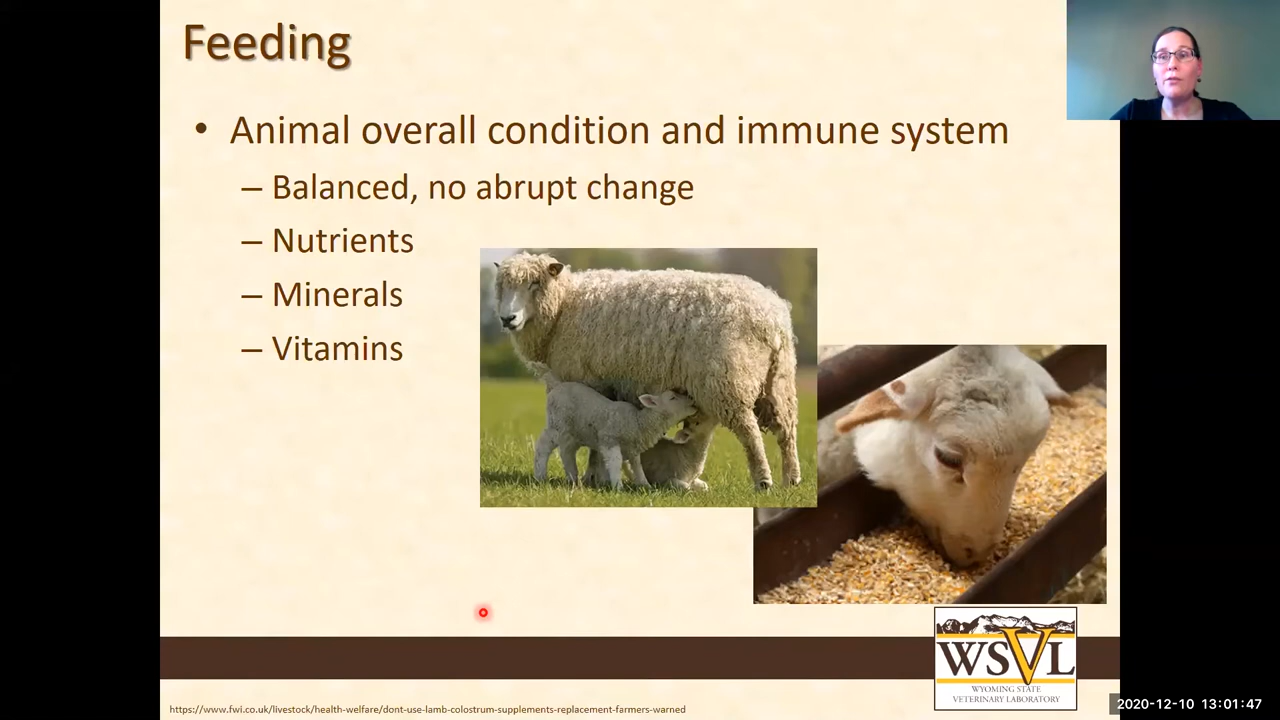 Feeding
• Animal overall condition and immune system
– Balanced, no abrupt change
– Nutrients
– Minerals
– Vitamins
WSVL
WYOMING STATE
VETERINARY LABORATORY
https://www.fwi.co.uk/livestock/health-welfare/dont-use-lamb-colostrum-supplements-replacement-farmers-warned
2020-12-10 13:01:47